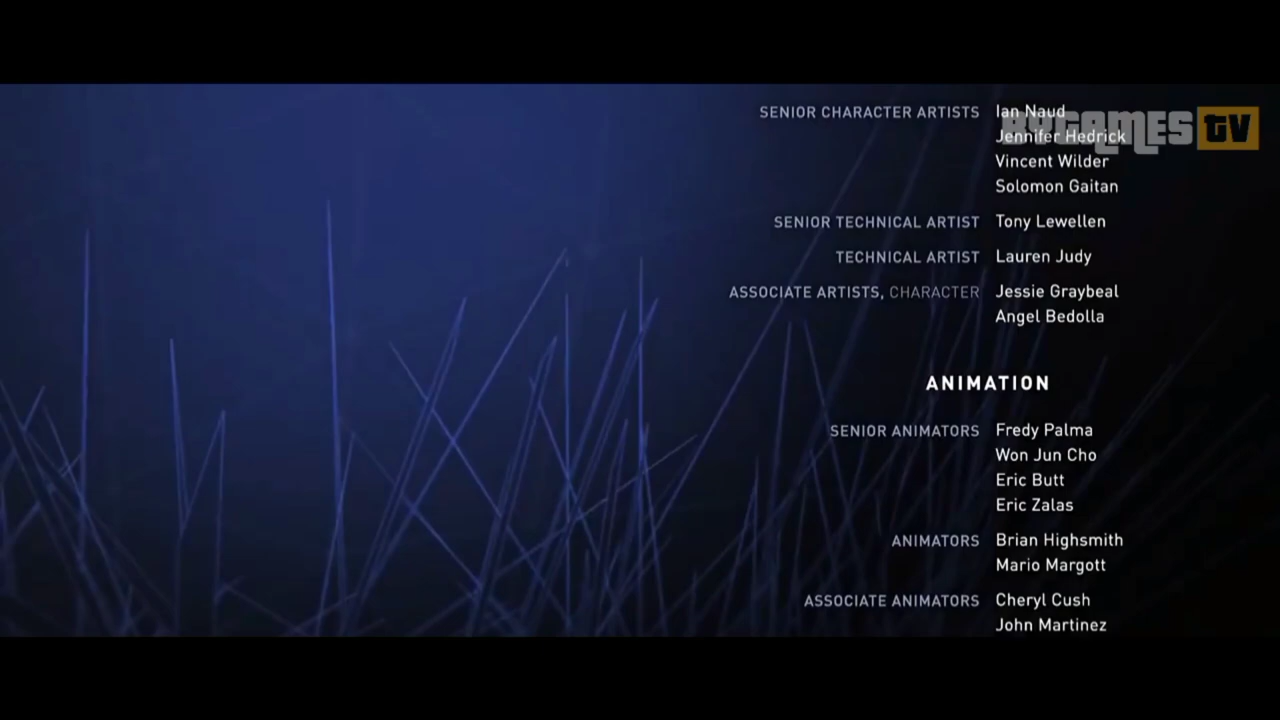 SENIOR CHARACTER ARTISTS Ian Naud
Jennifer Hedrick
Vincent Wilder
Solomon Gaitan
SENIOR TECHNICAL ARTIST Tony Lewellen
TECHNICAL ARTIST Lauren Judy
ASSOCIATE ARTISTS, CHARACTER Jessie Graybeal
Angel Bedolla
ANIMATION
SENIOR ANIMATORS Fredy Palma
Won Jun Cho
Eric Butt
Eric Zalas
ANIMATORS Brian Highsmith
Mario Margott
ASSOCIATE ANIMATORS Cheryl Cush
John Martinez
BYGAMES TV